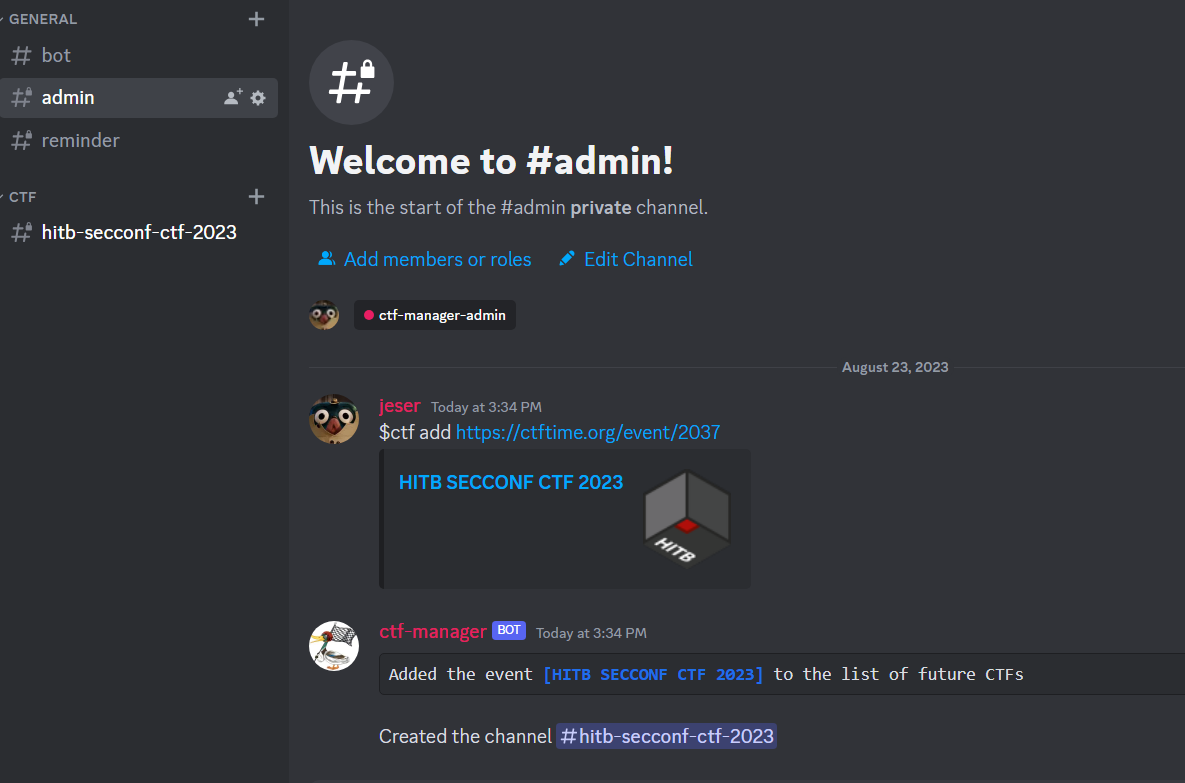 GENERAL
bot
admin
reminder
CTF
hitb-secconf-ctf-2023
Welcome to #admin!
This is the start of the #admin private channel.
Add members or roles Edit Channel
ctf-manager-admin
August 23, 2023
jeser Today at 3:34 PM
$ctf add https://ctftime.org/event/2037
HITB SECCONF CTF 2023
HITB
ctf-manager BOT Today at 3:34 PM
Added the event [HITB SECCONF CTF 2023] to the list of future CTFs
Created the channel #hitb-secconf-ctf-2023